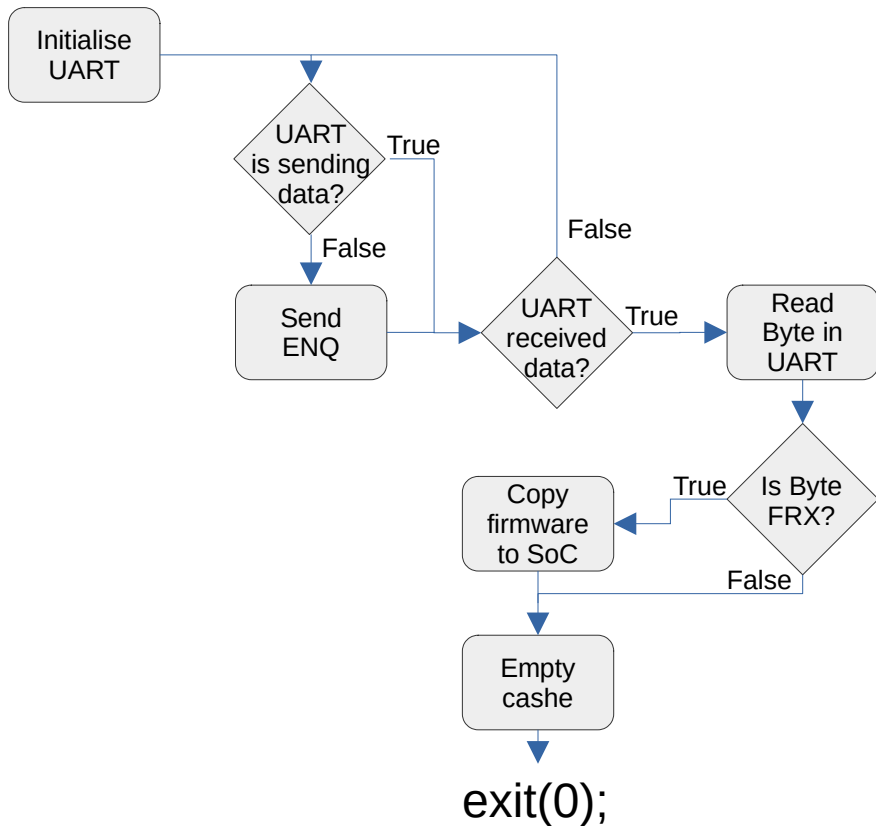 Initialise
UART
UART
is sending
data?
True
False
Send
ENQ
UART
received
data?
False
True
Read
Byte in
UART
Is Byte
FRX?
True
False
Copy
firmware
to SoC
Empty
cashe
exit(0);